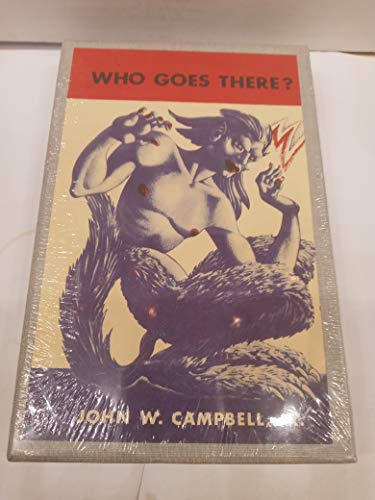 WHO GOES THERE?
JOHN W. CAMPBELL,